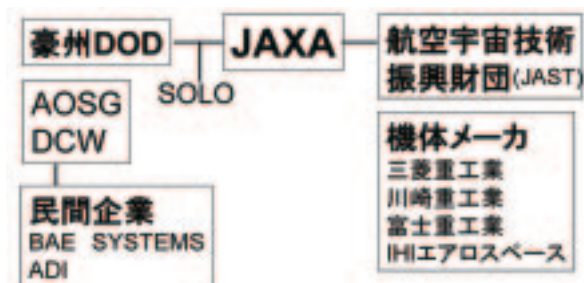 豪州DOD
JAXA
航空宇宙技術
振興財団(JAST)
SOLO
AOSG
DCW
民間企業
BAE SYSTEMS
ADI
機体メーカ
三菱重工業
川崎重工業
富士重工業
IHIエアロスペース